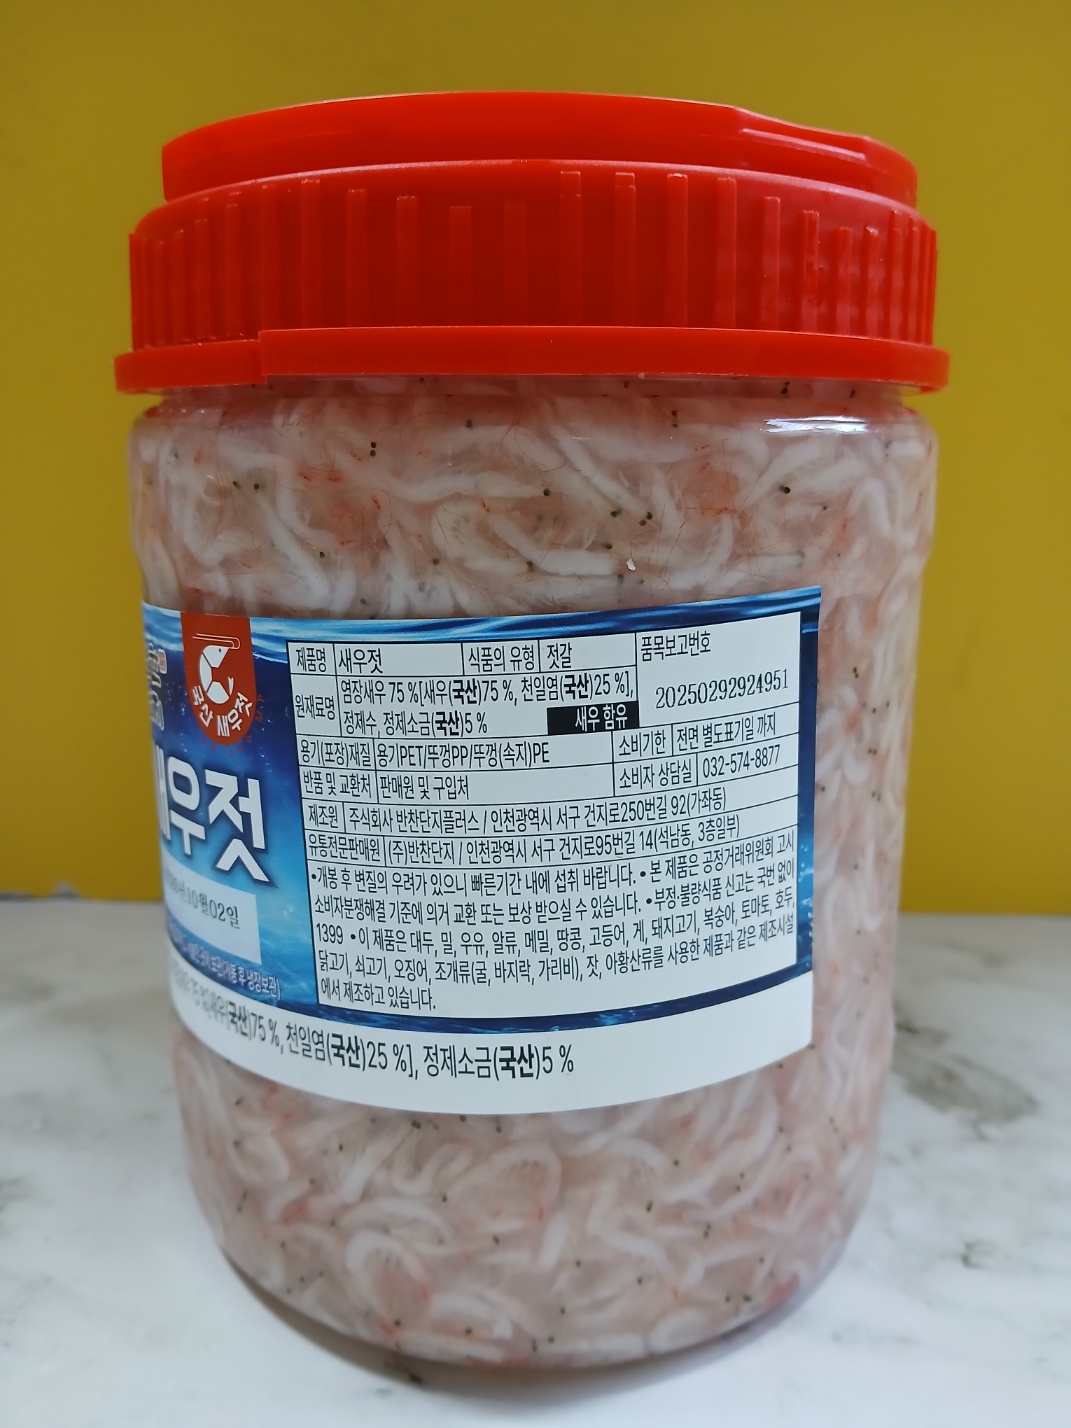 국산 새우젓
새우젓
10월02일
개봉 후 냉장보관)
제품명 새우젓 식품의 유형 젓갈 품목보고번호
20250292924951
원재료명 염장새우 75 %[새우(국산)75 %, 천일염(국산)25 %],
정제수, 정제소금(국산)5 % 새우 함유
용기(포장)재질 용기PET/뚜껑PP/뚜껑(속지)PE 소비기한 전면 별도표기일 까지
반품 및 교환처 판매원 및 구입처 소비자 상담실 032-574-8877
제조원 주식회사 반찬단지플러스 / 인천광역시 서구 건지로250번길 92(가좌동)
유통전문판매원 (주)반찬단지 / 인천광역시 서구 건지로95번길 14(석남동, 3층일부)
•개봉 후 변질의 우려가 있으니 빠른기간 내에 섭취 바랍니다. • 본 제품은 공정거래위원회 고시
소비자분쟁해결 기준에 의거 교환 또는 보상 받으실 수 있습니다. •부정·불량식품 신고는 국번 없이
1399 •이 제품은 대두, 밀, 우유, 알류, 메밀, 땅콩, 고등어, 게, 돼지고기, 복숭아, 토마토, 호두,
닭고기, 쇠고기, 오징어, 조개류(굴, 바지락, 가리비), 잣, 아황산류를 사용한 제품과 같은 제조시설
에서 제조하고 있습니다.
(국산)75 %, 천일염(국산)25 %], 정제소금(국산)5 %